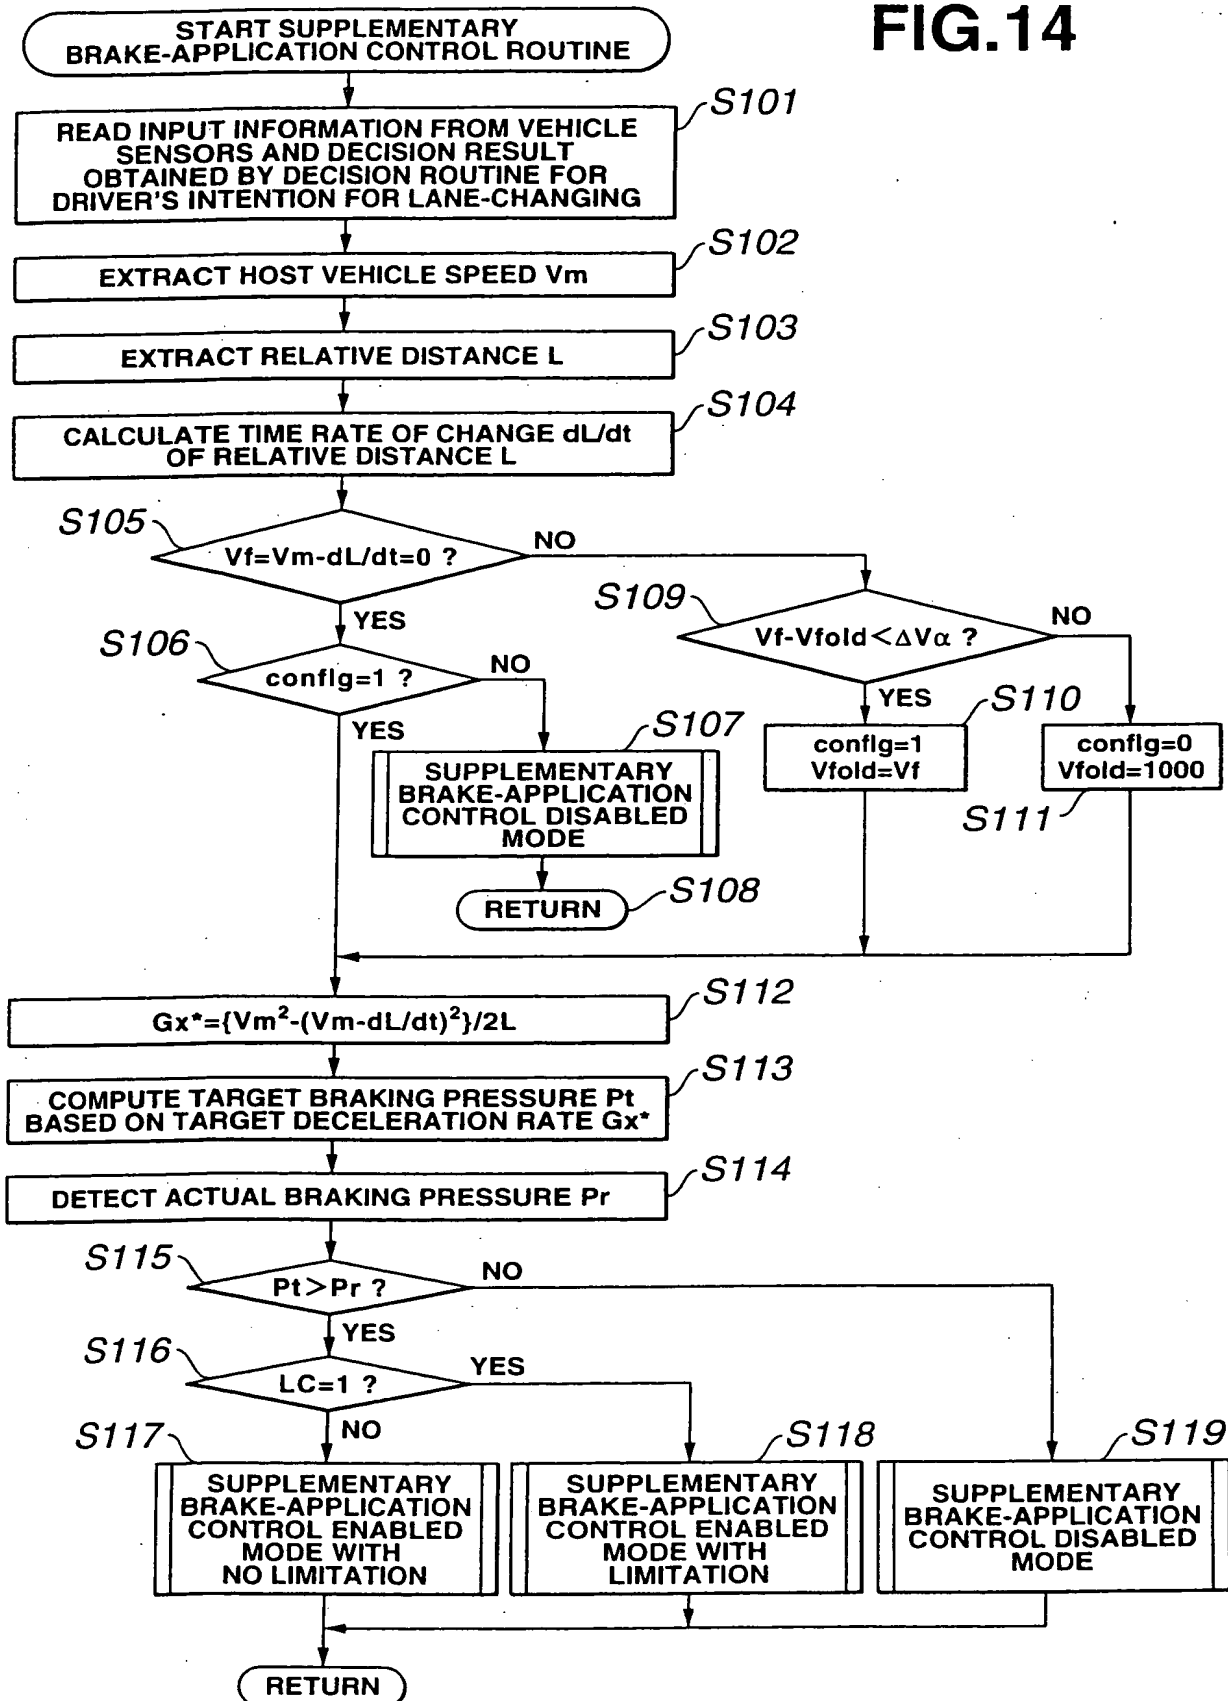 FIG.14
START SUPPLEMENTARY
BRAKE-APPLICATION CONTROL ROUTINE
S101
READ INPUT INFORMATION FROM VEHICLE
SENSORS AND DECISION RESULT
OBTAINED BY DECISION ROUTINE FOR
DRIVER'S INTENTION FOR LANE-CHANGING
S102
EXTRACT HOST VEHICLE SPEED Vm
S103
EXTRACT RELATIVE DISTANCE L
S104
CALCULATE TIME RATE OF CHANGE dL/dt
OF RELATIVE DISTANCE L
S105
Vf=Vm-dL/dt=0 ?
NO
YES
S109
Vf-Vfold<ΔVα ?
NO
YES
S106
conflg=1 ?
NO
YES
S110
conflg=1
Vfold=Vf
conflg=0
Vfold=1000
S111
S107
SUPPLEMENTARY
BRAKE-APPLICATION
CONTROL DISABLED
MODE
RETURN
S108
S112
Gx*={Vm²-(Vm-dL/dt)²}/2L
S113
COMPUTE TARGET BRAKING PRESSURE Pt
BASED ON TARGET DECELERATION RATE Gx*
S114
DETECT ACTUAL BRAKING PRESSURE Pr
S115
Pt>Pr ?
NO
YES
S116
LC=1 ?
YES
NO
S117
SUPPLEMENTARY
BRAKE-APPLICATION
CONTROL ENABLED
MODE WITH
NO LIMITATION
S118
SUPPLEMENTARY
BRAKE-APPLICATION
CONTROL ENABLED
MODE WITH
LIMITATION
S119
SUPPLEMENTARY
BRAKE-APPLICATION
CONTROL DISABLED
MODE
RETURN